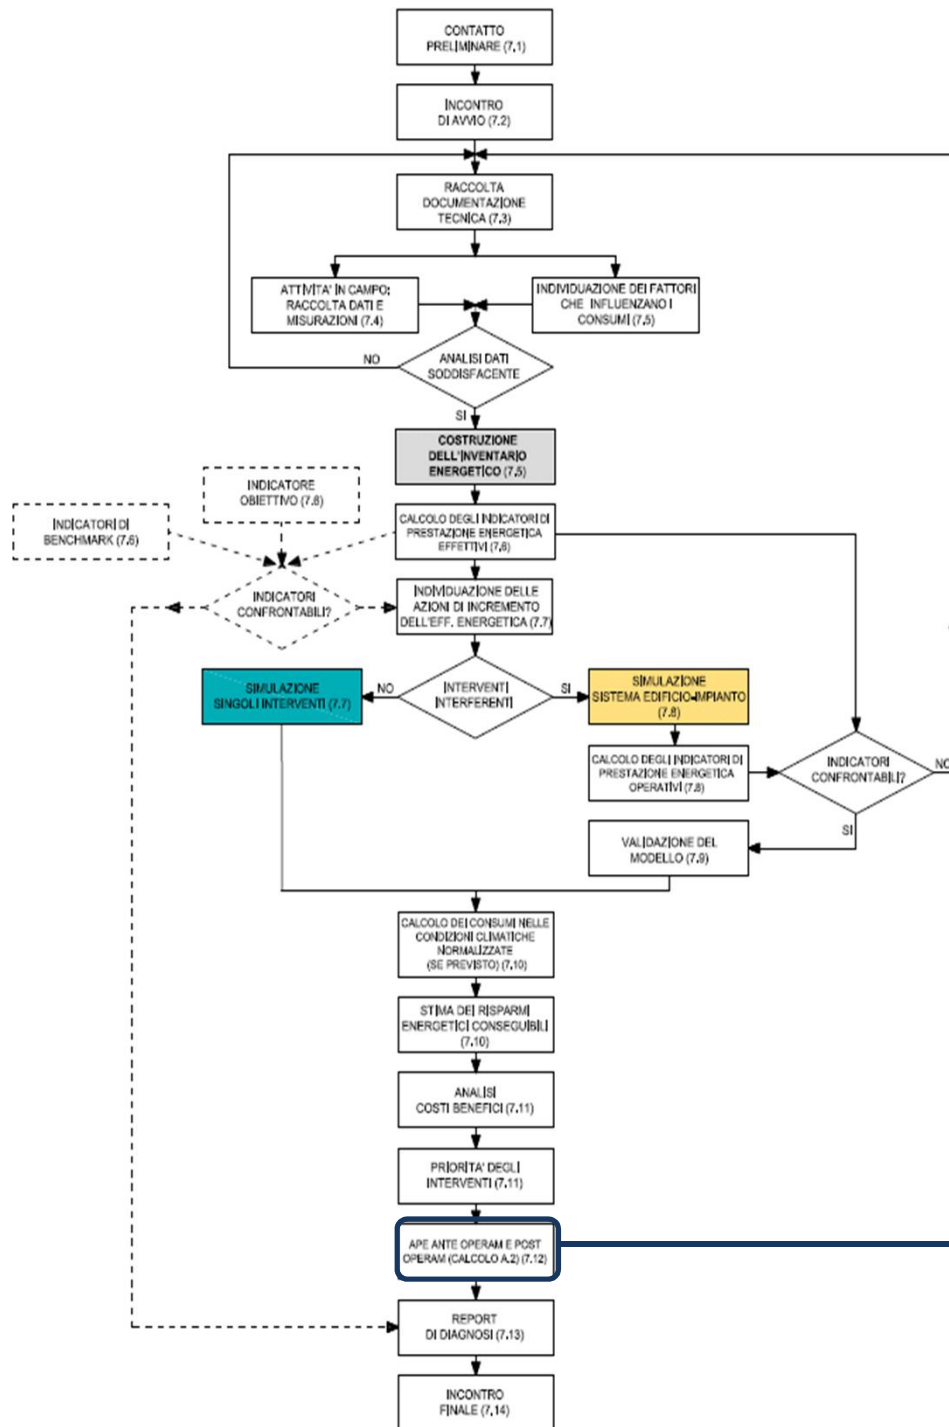 CONTATTO
PRELIMINARE (7.1)
INCONTRO
DI AVVIO (7.2)
RACCOLTA
DOCUMENTAZIONE
TECNICA (7.3)
ATTIVITA' IN CAMPO:
RACCOLTA DATI E
MISURAZIONI (7.4)
INDIVIDUAZIONE DEI FATTORI
CHE INFLUENZANO I
CONSUMI (7.5)
NO
ANALISI DATI
SODDISFACENTE
SI
COSTRUZIONE
DELL'INVENTARIO
ENERGETICO (7.5)
INDICATORE
OBIETTIVO (7.6)
INDICATORI DI
BENCHMARK (7.6)
CALCOLO DEGLI INDICATORI DI
PRESTAZIONE ENERGETICA
EFFETTIVI (7.6)
INDICATORI
CONFRONTABILI?
INDIVIDUAZIONE DELLE
AZIONI DI INCREMENTO
DELL'EFF. ENERGETICA (7.7)
SIMULAZIONE
SINGOLI INTERVENTI (7.7)
NO
INTERVENTI
INTERFERENTI
SI
SIMULAZIONE
SISTEMA EDIFICIO-IMPIANTO
(7.8)
CALCOLO DEGLI INDICATORI DI
PRESTAZIONE ENERGETICA
OPERATIVI (7.8)
INDICATORI
CONFRONTABILI?
NO
SI
VALIDAZIONE DEL
MODELLO (7.9)
CALCOLO DEI CONSUMI NELLE
CONDIZIONI CLIMATICHE
NORMALIZZATE
(SE PREVISTO) (7.10)
STIMA DEI RISPARMI
ENERGETICI CONSEGUIBILI
(7.10)
ANALISI
COSTI BENEFICI (7.11)
PRIORITA' DEGLI
INTERVENTI (7.11)
APE ANTE OPERAM E POST
OPERAM (CALCOLO A.2) (7.12)
REPORT
DI DIAGNOSI (7.13)
INCONTRO
FINALE (7.14)